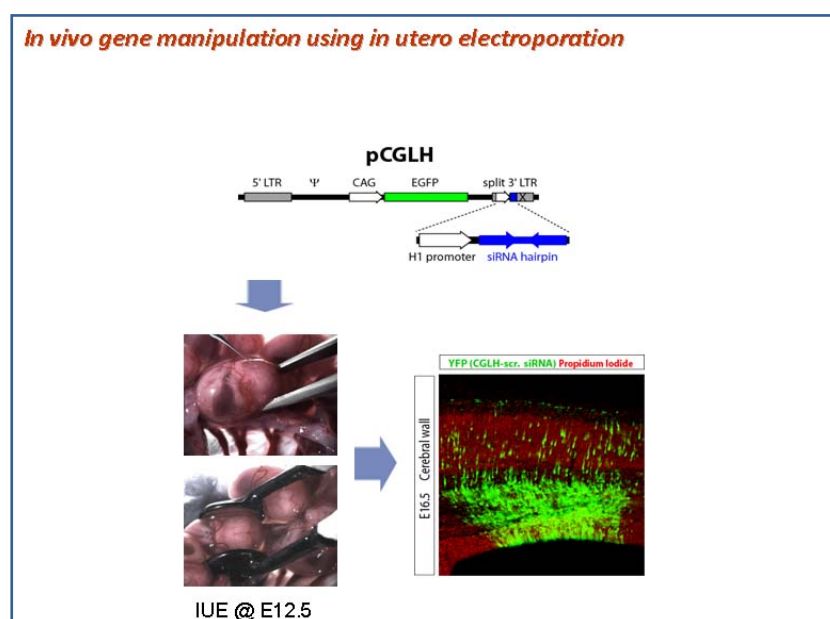 In vivo gene manipulation using in utero electroporation
pCGLH
5' LTR Ψ CAG EGFP split 3' LTR
X
H1 promoter siRNA hairpin
YFP (CGLH-scr. siRNA) Propidium Iodide
E16.5 Cerebral wall
IUE @ E12.5